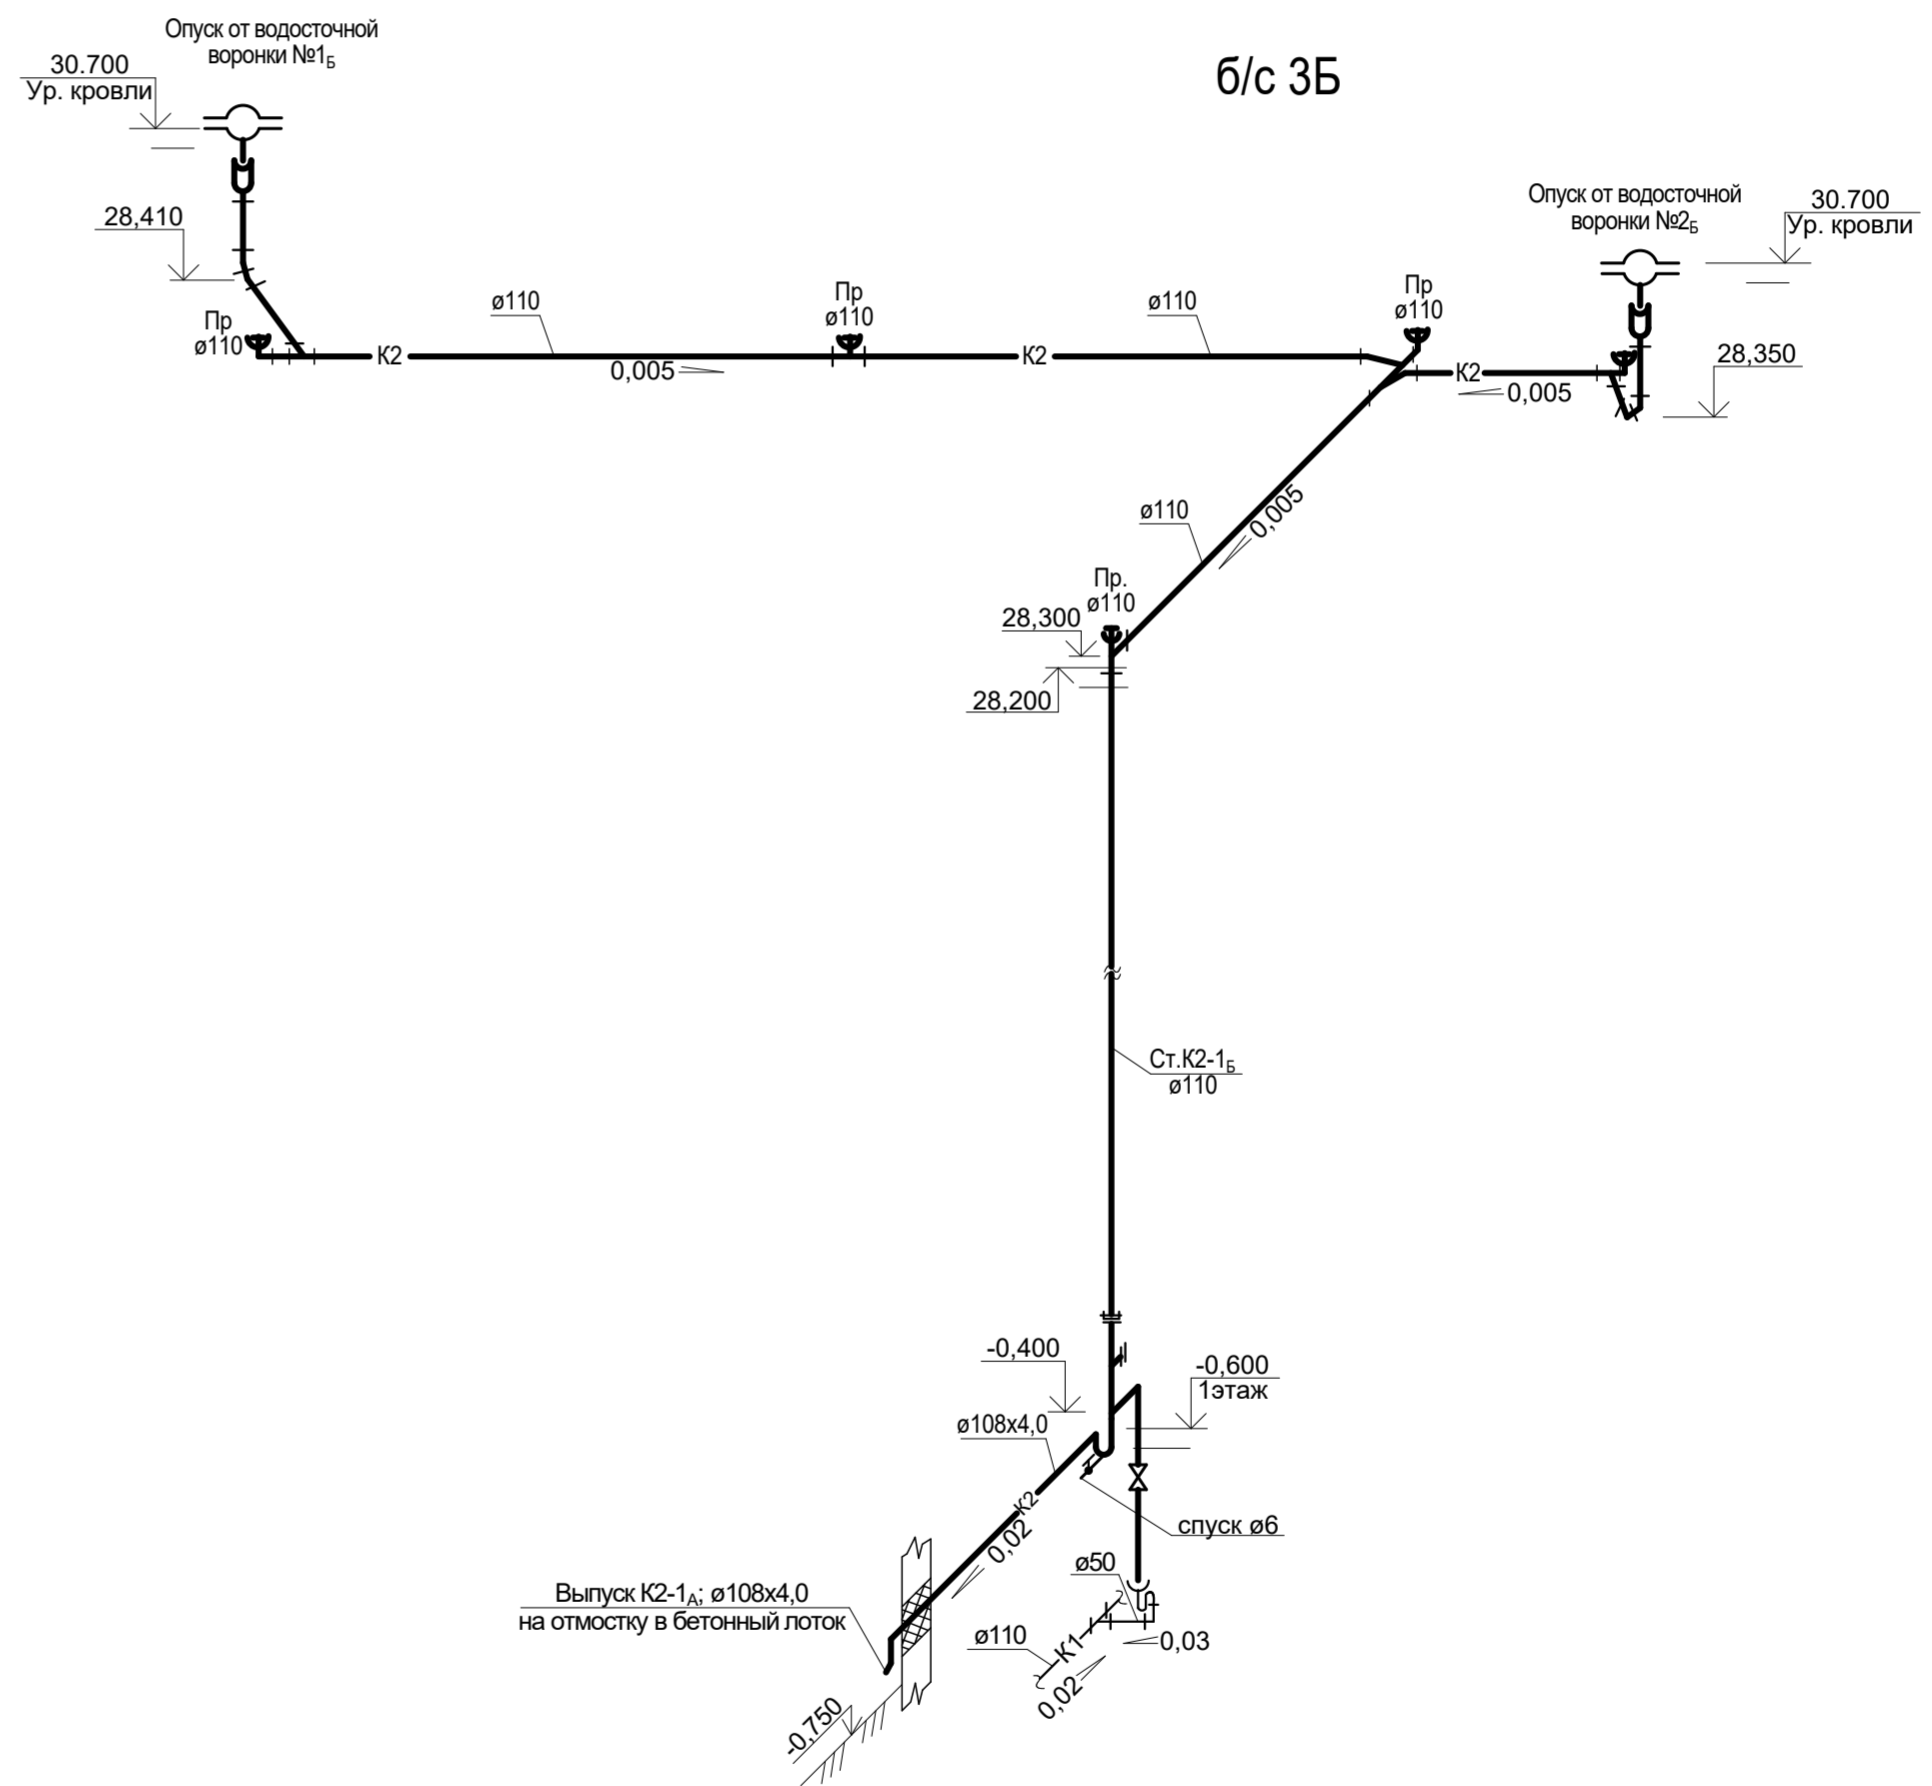 Опуск от водосточной
воронки №1Б
30.700
Ур. кровли
б/с 3Б
28,410
Опуск от водосточной
воронки №2Б
30.700
Ур. кровли
Пр
ø110
ø110
Пр
ø110
ø110
Пр
ø110
28,350
К2
К2
К2
0,005
0,005
ø110
0,005
Пр.
ø110
28,300
28,200
Ст.К2-1Б
ø110
-0,400
-0,600
1этаж
ø108х4,0
К2
0,02
спуск ø6
ø50
Выпуск К2-1А; ø108х4,0
на отмостку в бетонный лоток
ø110
К1
0,03
0,02
-0,750